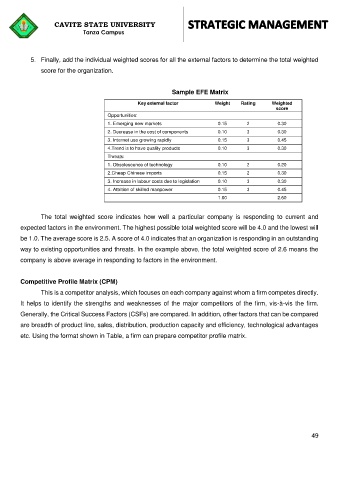 CAVITE STATE UNIVERSITY
Tanza Campus
STRATEGIC MANAGEMENT
5. Finally, add the individual weighted scores for all the external factors to determine the total weighted
score for the organization.
Sample EFE Matrix
Key external factor Weight Rating Weighted score
Opportunities:
1. Emerging new markets 0.15 2 0.30
2. Decrease in the cost of components 0.10 3 0.30
3. Internet use growing rapidly 0.15 3 0.45
4. Trend is to have quality products 0.10 3 0.30
Threats:
1. Obsolescence of technology 0.10 2 0.20
2. Cheap Chinese imports 0.15 2 0.30
3. Increase in labour costs due to legislation 0.10 3 0.30
4. Attrition of skilled manpower 0.15 3 0.45
1.00 2.60
The total weighted score indicates how well a particular company is responding to current and
expected factors in the environment. The highest possible total weighted score will be 4.0 and the lowest will
be 1.0. The average score is 2.5. A score of 4.0 indicates that an organization is responding in an outstanding
way to existing opportunities and threats. In the example above, the total weighted score of 2.6 means the
company is above average in responding to factors in the environment.
Competitive Profile Matrix (CPM)
This is a competitor analysis, which focuses on each company against whom a firm competes directly.
It helps to identify the strengths and weaknesses of the major competitors of the firm, vis-à-vis the firm.
Generally, the Critical Success Factors (CSFs) are compared. In addition, other factors that can be compared
are breadth of product line, sales, distribution, production capacity and efficiency, technological advantages
etc. Using the format shown in Table, a firm can prepare competitor profile matrix.
49